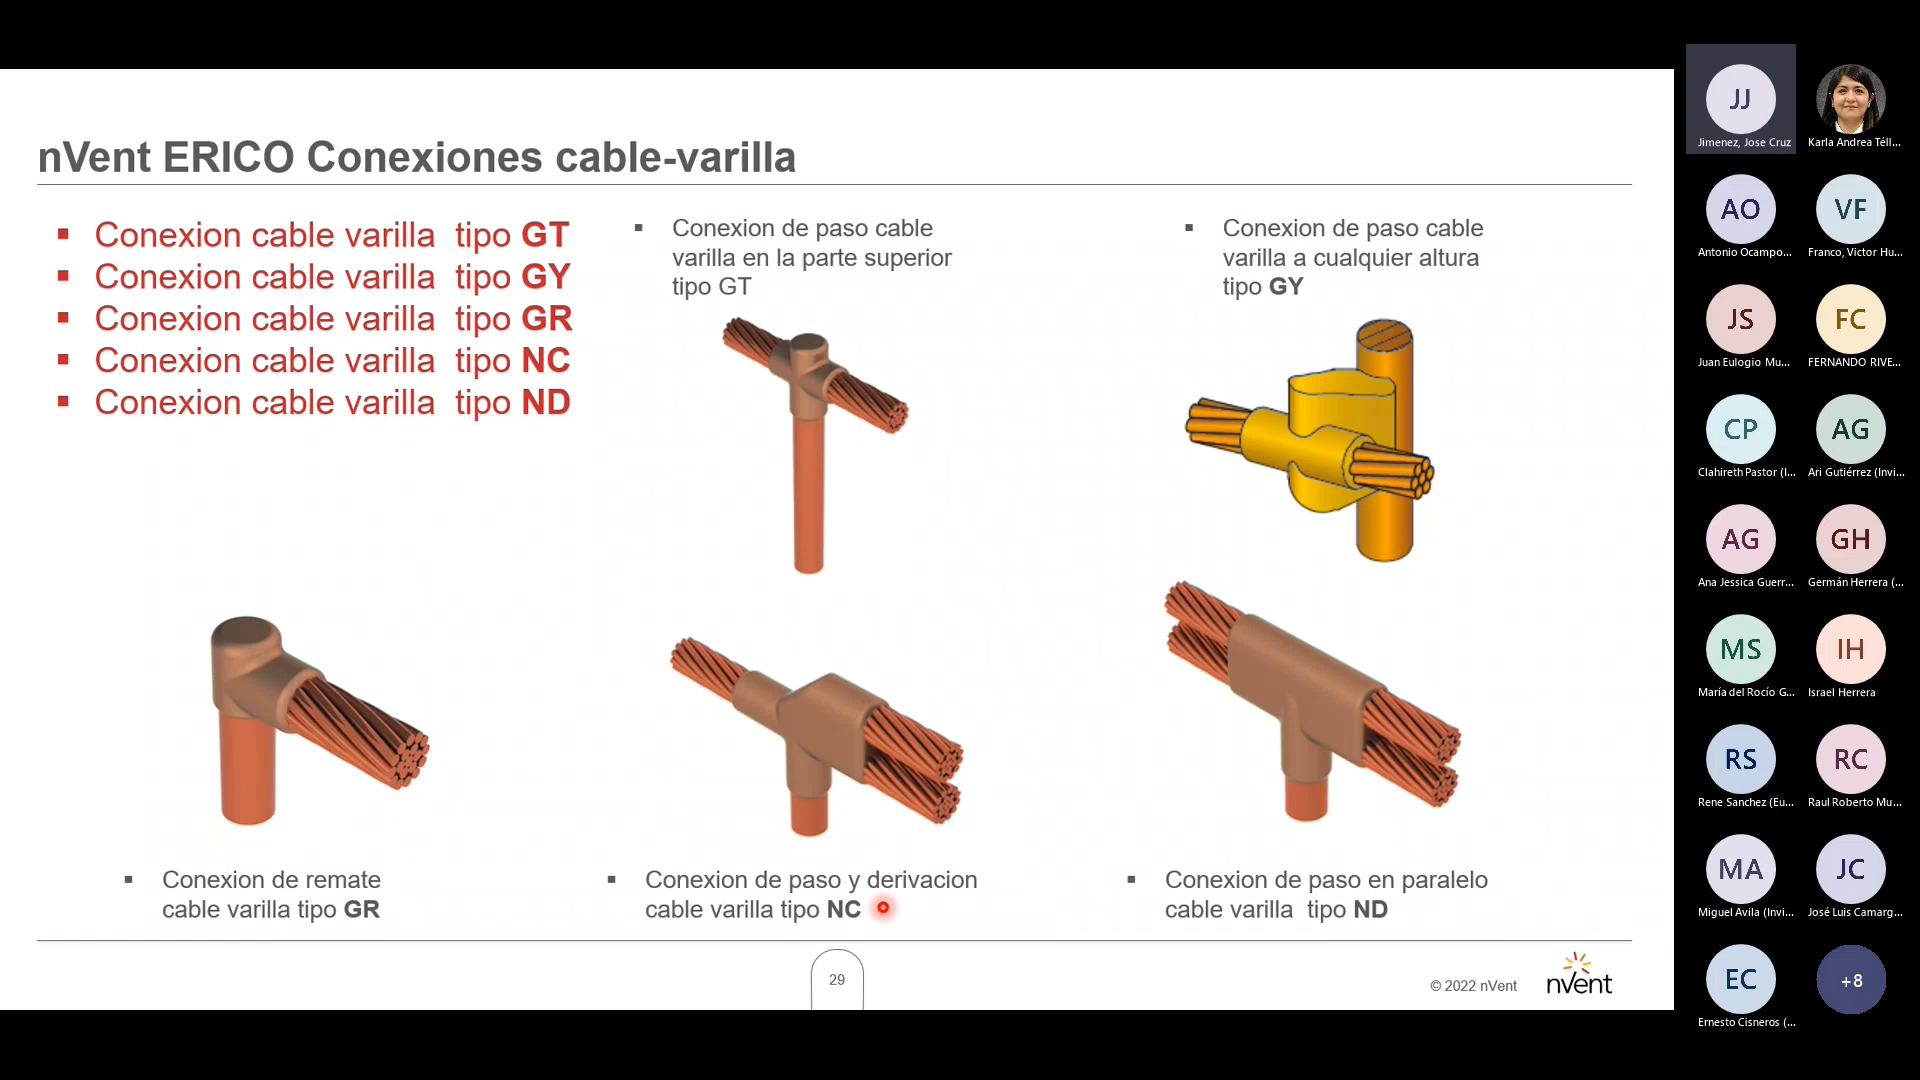 nVent ERICO Conexiones cable-varilla
▪ Conexion cable varilla  tipo GT
▪ Conexion cable varilla  tipo GY
▪ Conexion cable varilla  tipo GR
▪ Conexion cable varilla  tipo NC
▪ Conexion cable varilla  tipo ND
▪ Conexion de paso cable
varilla en la parte superior
tipo GT
▪ Conexion de paso cable
varilla a cualquier altura
tipo GY
▪ Conexion de remate
cable varilla tipo GR
▪ Conexion de paso y derivacion
cable varilla tipo NC
▪ Conexion de paso en paralelo
cable varilla  tipo ND
29
© 2022 nVent
nVent
JJ
Jimenez, Jose Cruz
Karla Andrea Téll...
AO
Antonio Ocampo...
VF
Franco, Victor Hu...
JS
Juan Eulogio Mu...
FC
FERNANDO RIVE...
CP
Clahireth Pastor (I...
AG
Ari Gutiérrez (Invi...
AG
Ana Jessica Guerr...
GH
Germán Herrera (...
MS
María del Rocío G...
IH
Israel Herrera
RS
Rene Sanchez (Eu...
RC
Raul Roberto Mu...
MA
Miguel Avila (Invi...
JC
José Luis Camarg...
EC
Ernesto Cisneros (...
+8